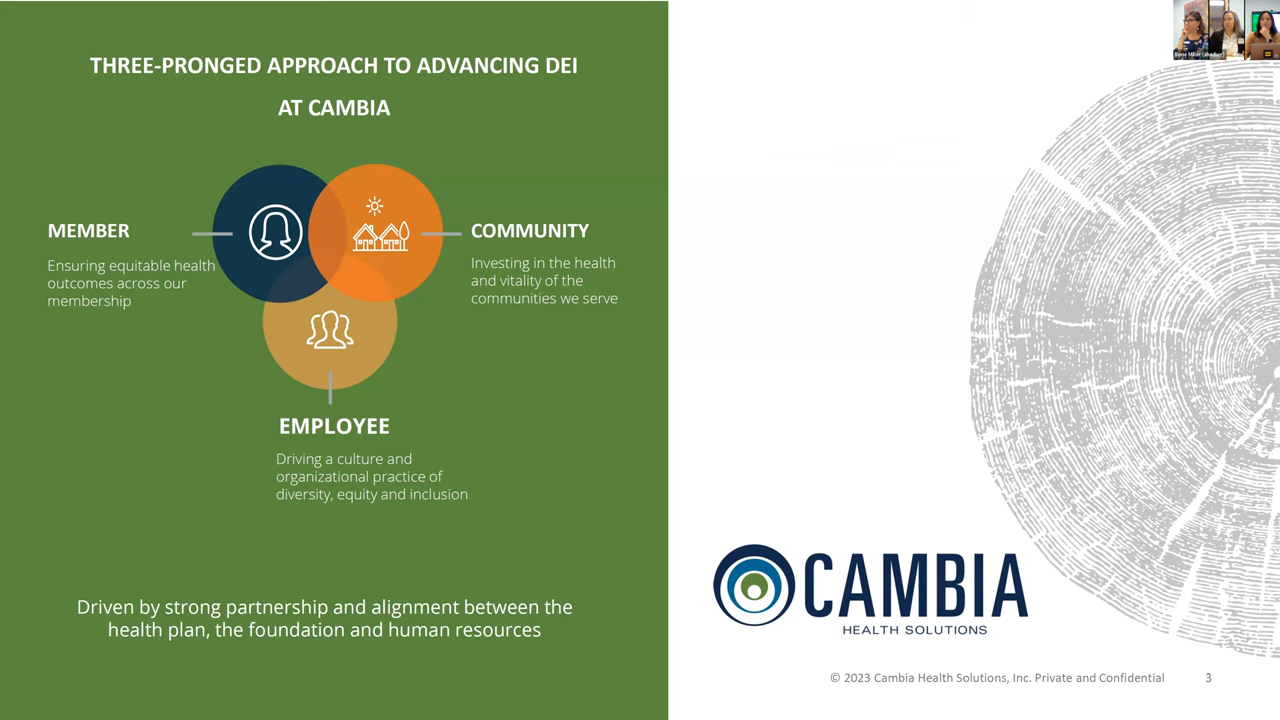 THREE-PRONGED APPROACH TO ADVANCING DEI
AT CAMBIA
MEMBER
Ensuring equitable health
outcomes across our
membership
COMMUNITY
Investing in the health
and vitality of the
communities we serve
EMPLOYEE
Driving a culture and
organizational practice of
diversity, equity and inclusion
Driven by strong partnership and alignment between the
health plan, the foundation and human resources
CAMBIA
HEALTH SOLUTIONS
© 2023 Cambia Health Solutions, Inc. Private and Confidential
3